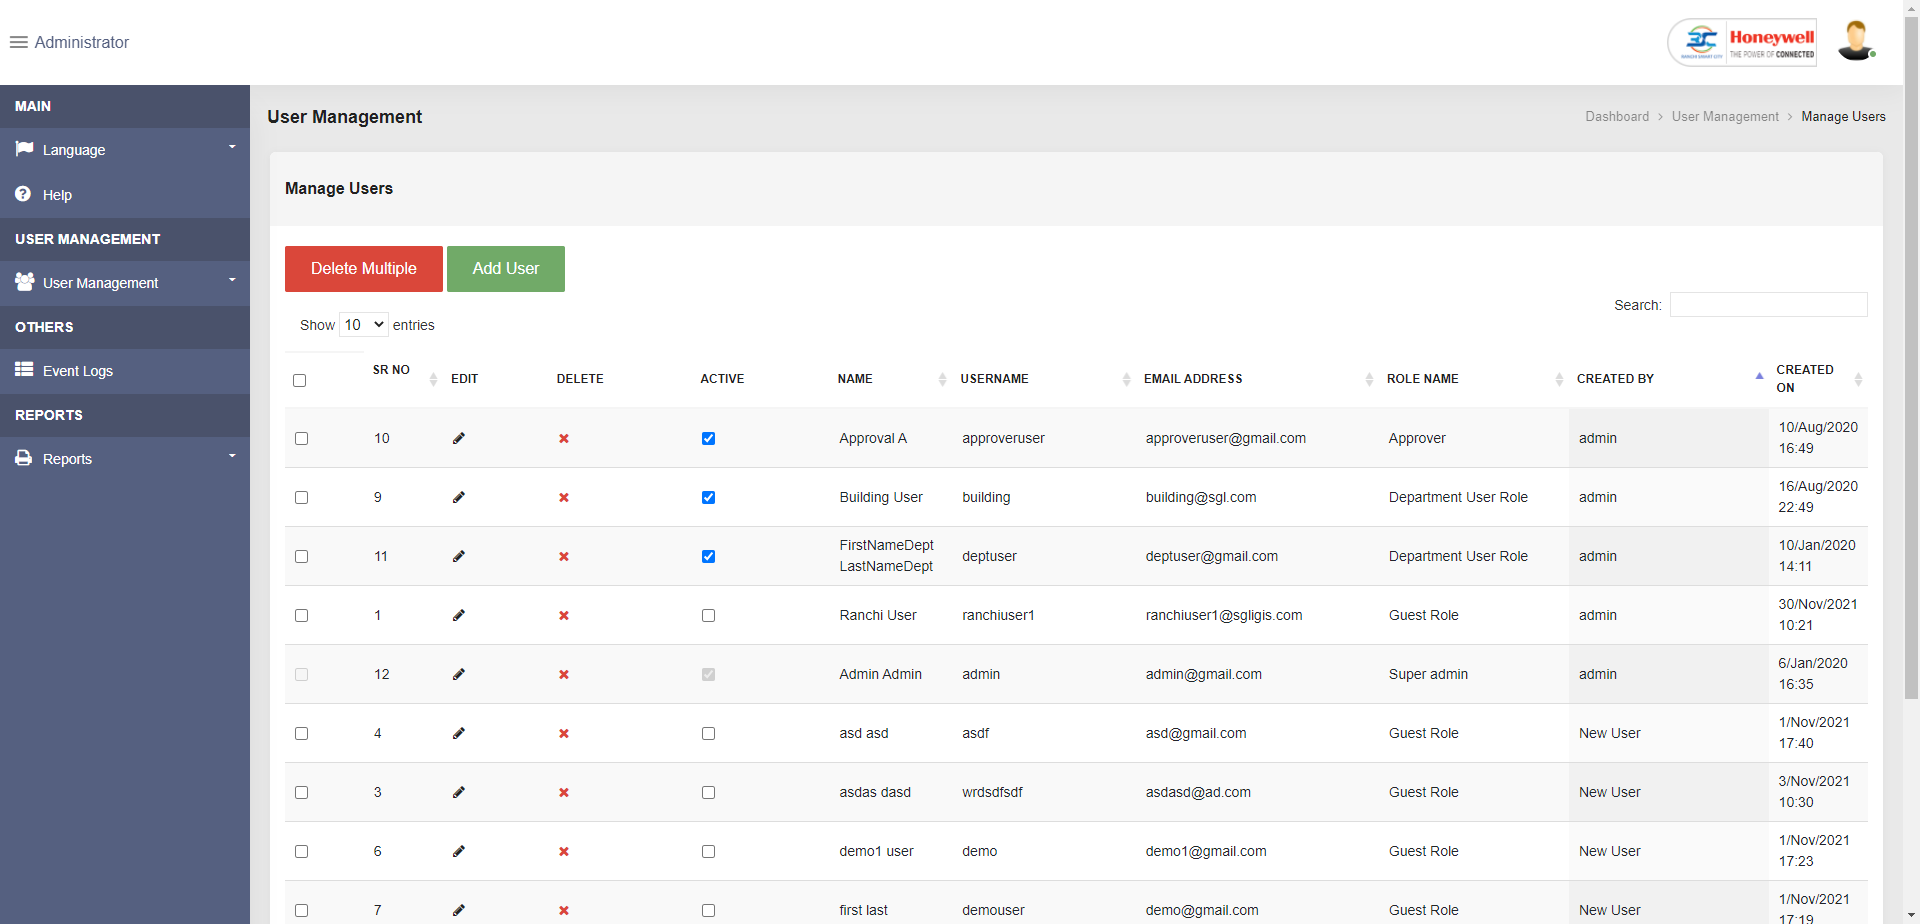 Administrator
Honeywell
THE POWER OF CONNECTED
MAIN
Language
Help
USER MANAGEMENT
User Management
OTHERS
Event Logs
REPORTS
Reports
User Management
Dashboard > User Management > Manage Users
Manage Users
Delete Multiple Add User
Search:
Show 10 entries
SR NO EDIT DELETE ACTIVE NAME USERNAME EMAIL ADDRESS ROLE NAME CREATED BY CREATED ON
10 Approval A approveruser approveruser@gmail.com Approver admin 10/Aug/2020 16:49
9 Building User building building@sgl.com Department User Role admin 16/Aug/2020 22:49
11 FirstNameDept LastNameDept deptuser deptuser@gmail.com Department User Role admin 10/Jan/2020 14:11
1 Ranchi User ranchiuser1 ranchiuser1@sgligis.com Guest Role admin 30/Nov/2021 10:21
12 Admin Admin admin admin@gmail.com Super admin admin 6/Jan/2020 16:35
4 asd asd asdf asd@gmail.com Guest Role New User 1/Nov/2021 17:40
3 asdas dasd wrdsdfsdf asdasd@ad.com Guest Role New User 3/Nov/2021 10:30
6 demo1 user demo demo1@gmail.com Guest Role New User 1/Nov/2021 17:23
7 first last demouser demo@gmail.com Guest Role New User 1/Nov/2021 17:19